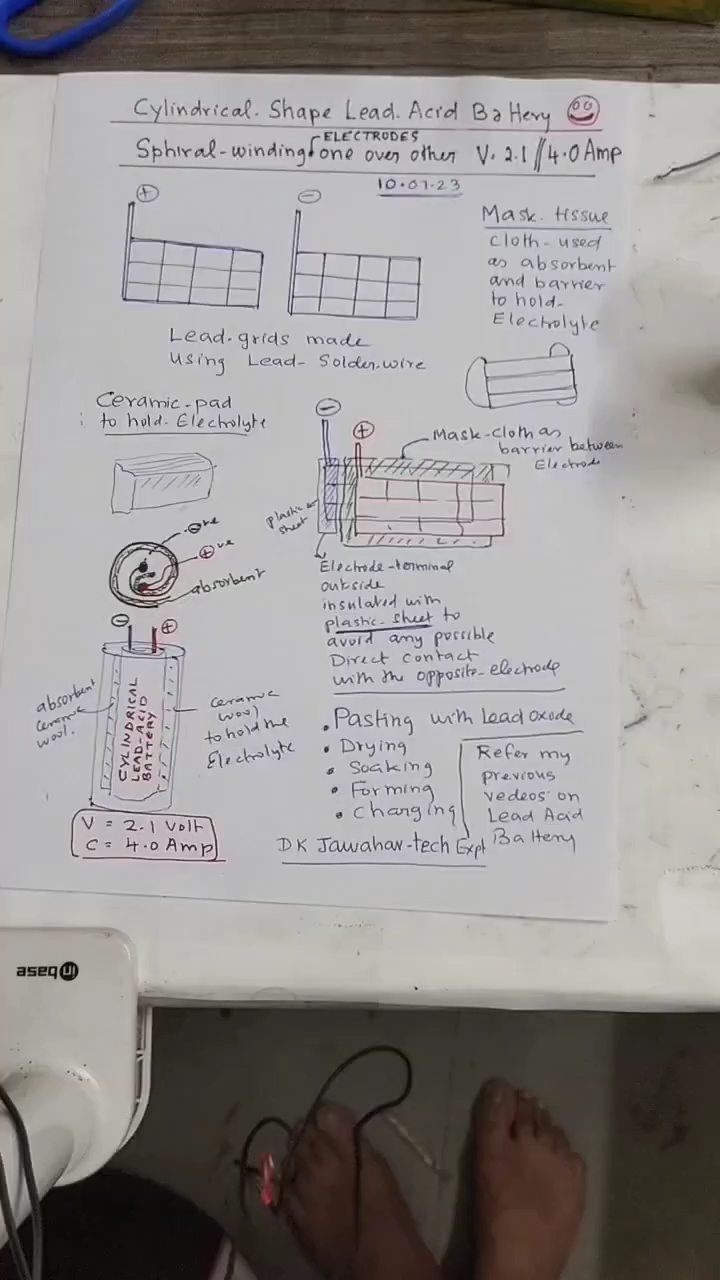 Cylindrical. Shape Lead. Acid Battery
ELECTRODES
Sphiral-winding. one over other V. 2.1 // 4.0 Amp
10.07.23
+
−
Mask. tissue
cloth-used
as absorbent
and barrier
to hold-
Electrolyte
Lead-grids made
using Lead- Solder.wire
Ceramic-pad
to hold. Electrolyte
−
+
Mask-cloth as
barrier between
Electrode
plastic
sheet
-ve
+ ve
absorbent
Electrode-terminal
outside
insulated with
plastic-sheet to
avoid any possible
Direct contact
with the opposite-electrode
−
+
absorbent
ceramic
wool.
CYLINDRICAL
LEAD-ACID
BATTERY
ceramic
wool
to hold the
Electrolyte
. Pasting with Lead oxode
• Drying
• Soaking
• Forming
• Charging
Refer my
previous
vedeos on
Lead Acid
Battery
V = 2.1 Volt
C = 4.0 Amp
DK Jawahar-tech Expt
inbase